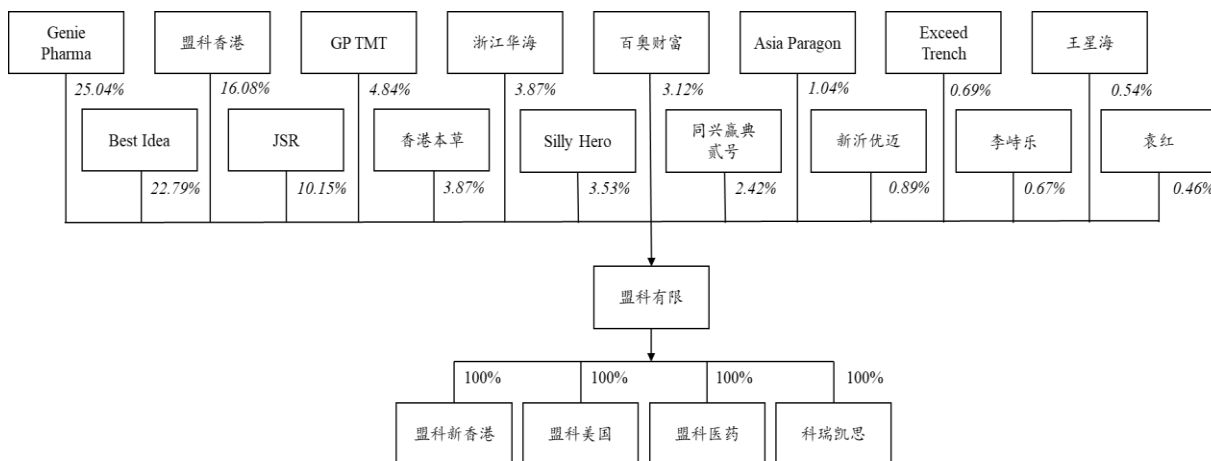 Genie
Pharma
盟科香港
GP TMT
浙江华海
百奥财富
Asia Paragon
Exceed
Trench
王星海
25.04%
16.08%
4.84%
3.87%
3.12%
1.04%
0.69%
0.54%
Best Idea
JSR
香港本草
Silly Hero
同兴赢典
贰号
新沂优迈
李峙乐
袁红
22.79%
10.15%
3.87%
3.53%
2.42%
0.89%
0.67%
0.46%
盟科有限
100%
100%
100%
100%
盟科新香港
盟科美国
盟科医药
科瑞凯思